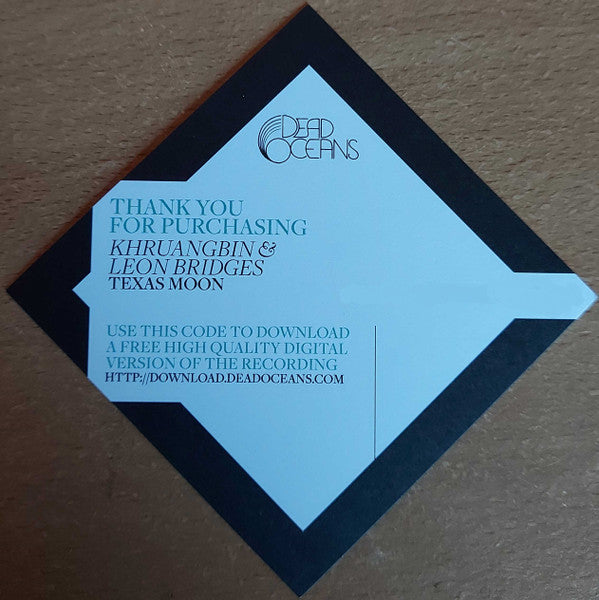 DEAD
OCEANS
THANK YOU
FOR PURCHASING
KHRUANGBIN &
LEON BRIDGES
TEXAS MOON
USE THIS CODE TO DOWNLOAD
A FREE HIGH QUALITY DIGITAL
VERSION OF THE RECORDING
HTTP://DOWNLOAD.DEADOCEANS.COM